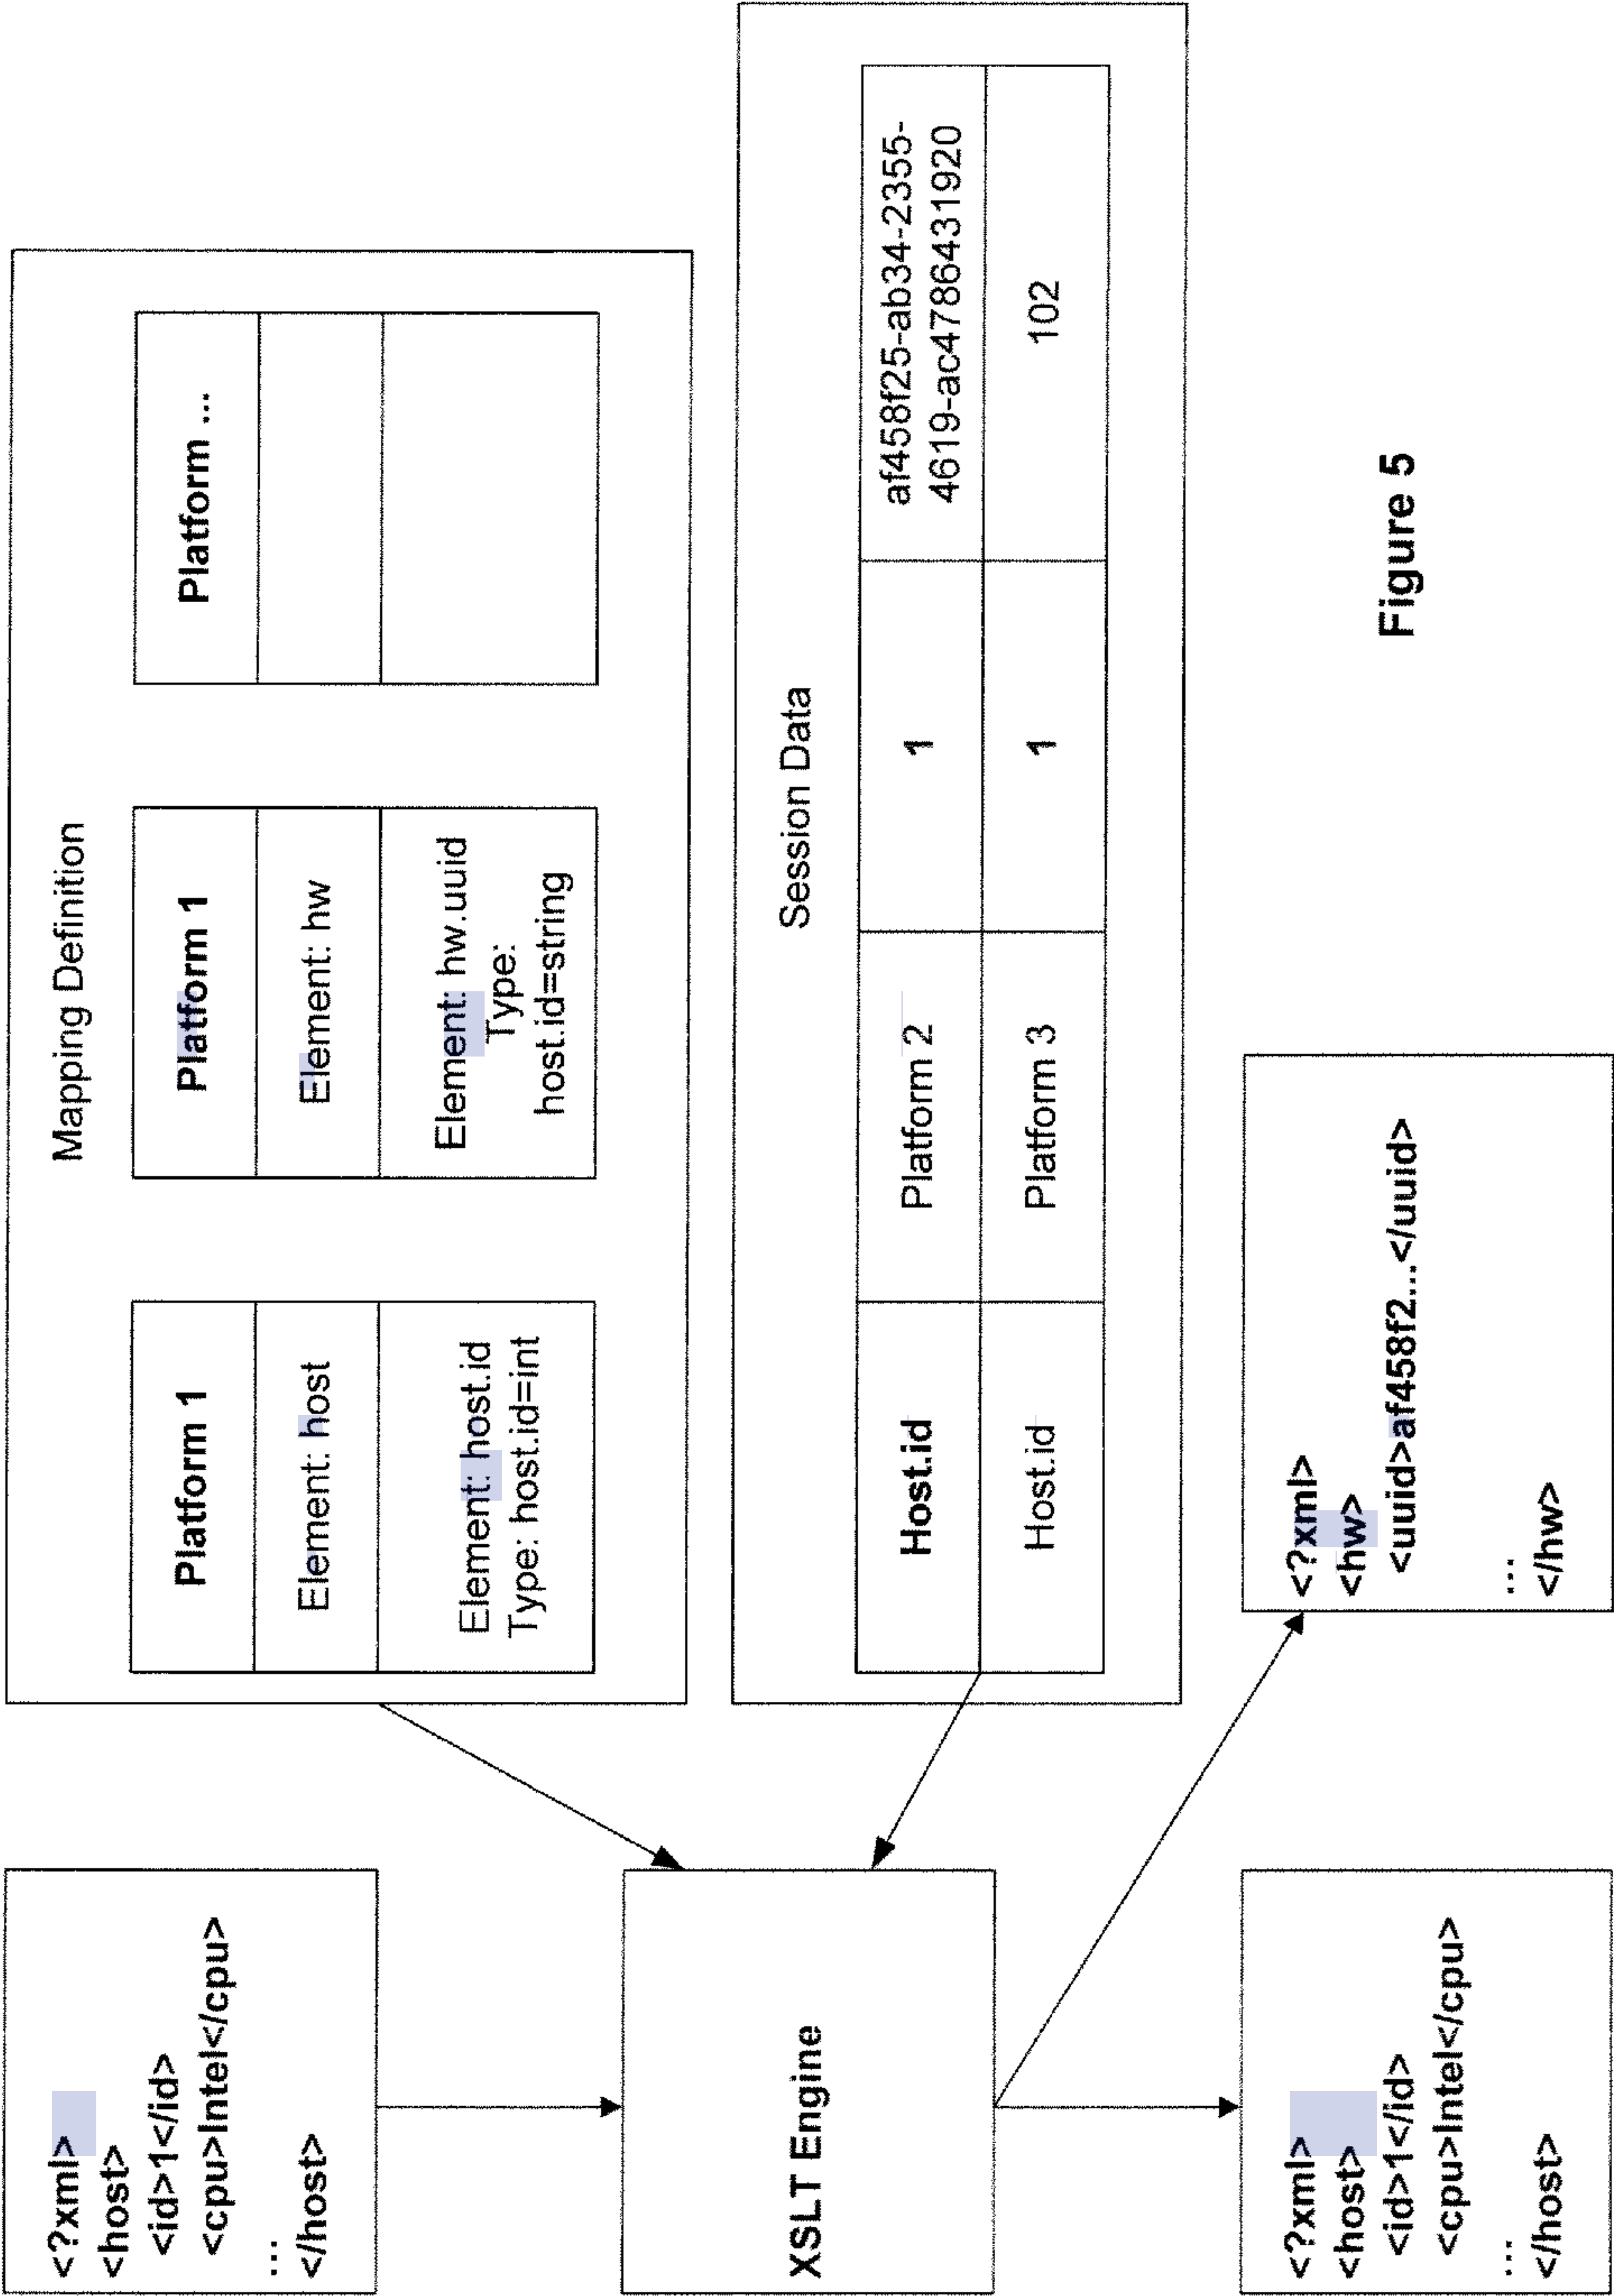 <?xml>
<host>
<id>1</id>
<cpu>Intel</cpu>
...
</host>
XSLT Engine
<?xml>
<host>
<id>1</id>
<cpu>Intel</cpu>
...
</host>
Mapping Definition
Platform 1
Element: host
Element: host.id
Type: host.id=int
Platform 1
Element: hw
Element: hw.uuid
Type:
host.id=string
Platform ...
Session Data
Host.id
Platform 2
1
af458f25-ab34-2355-
4619-ac4786431920
Host.id
Platform 3
1
102
<?xml>
<hw>
<uuid>af458f2...</uuid>
...
</hw>
Figure 5